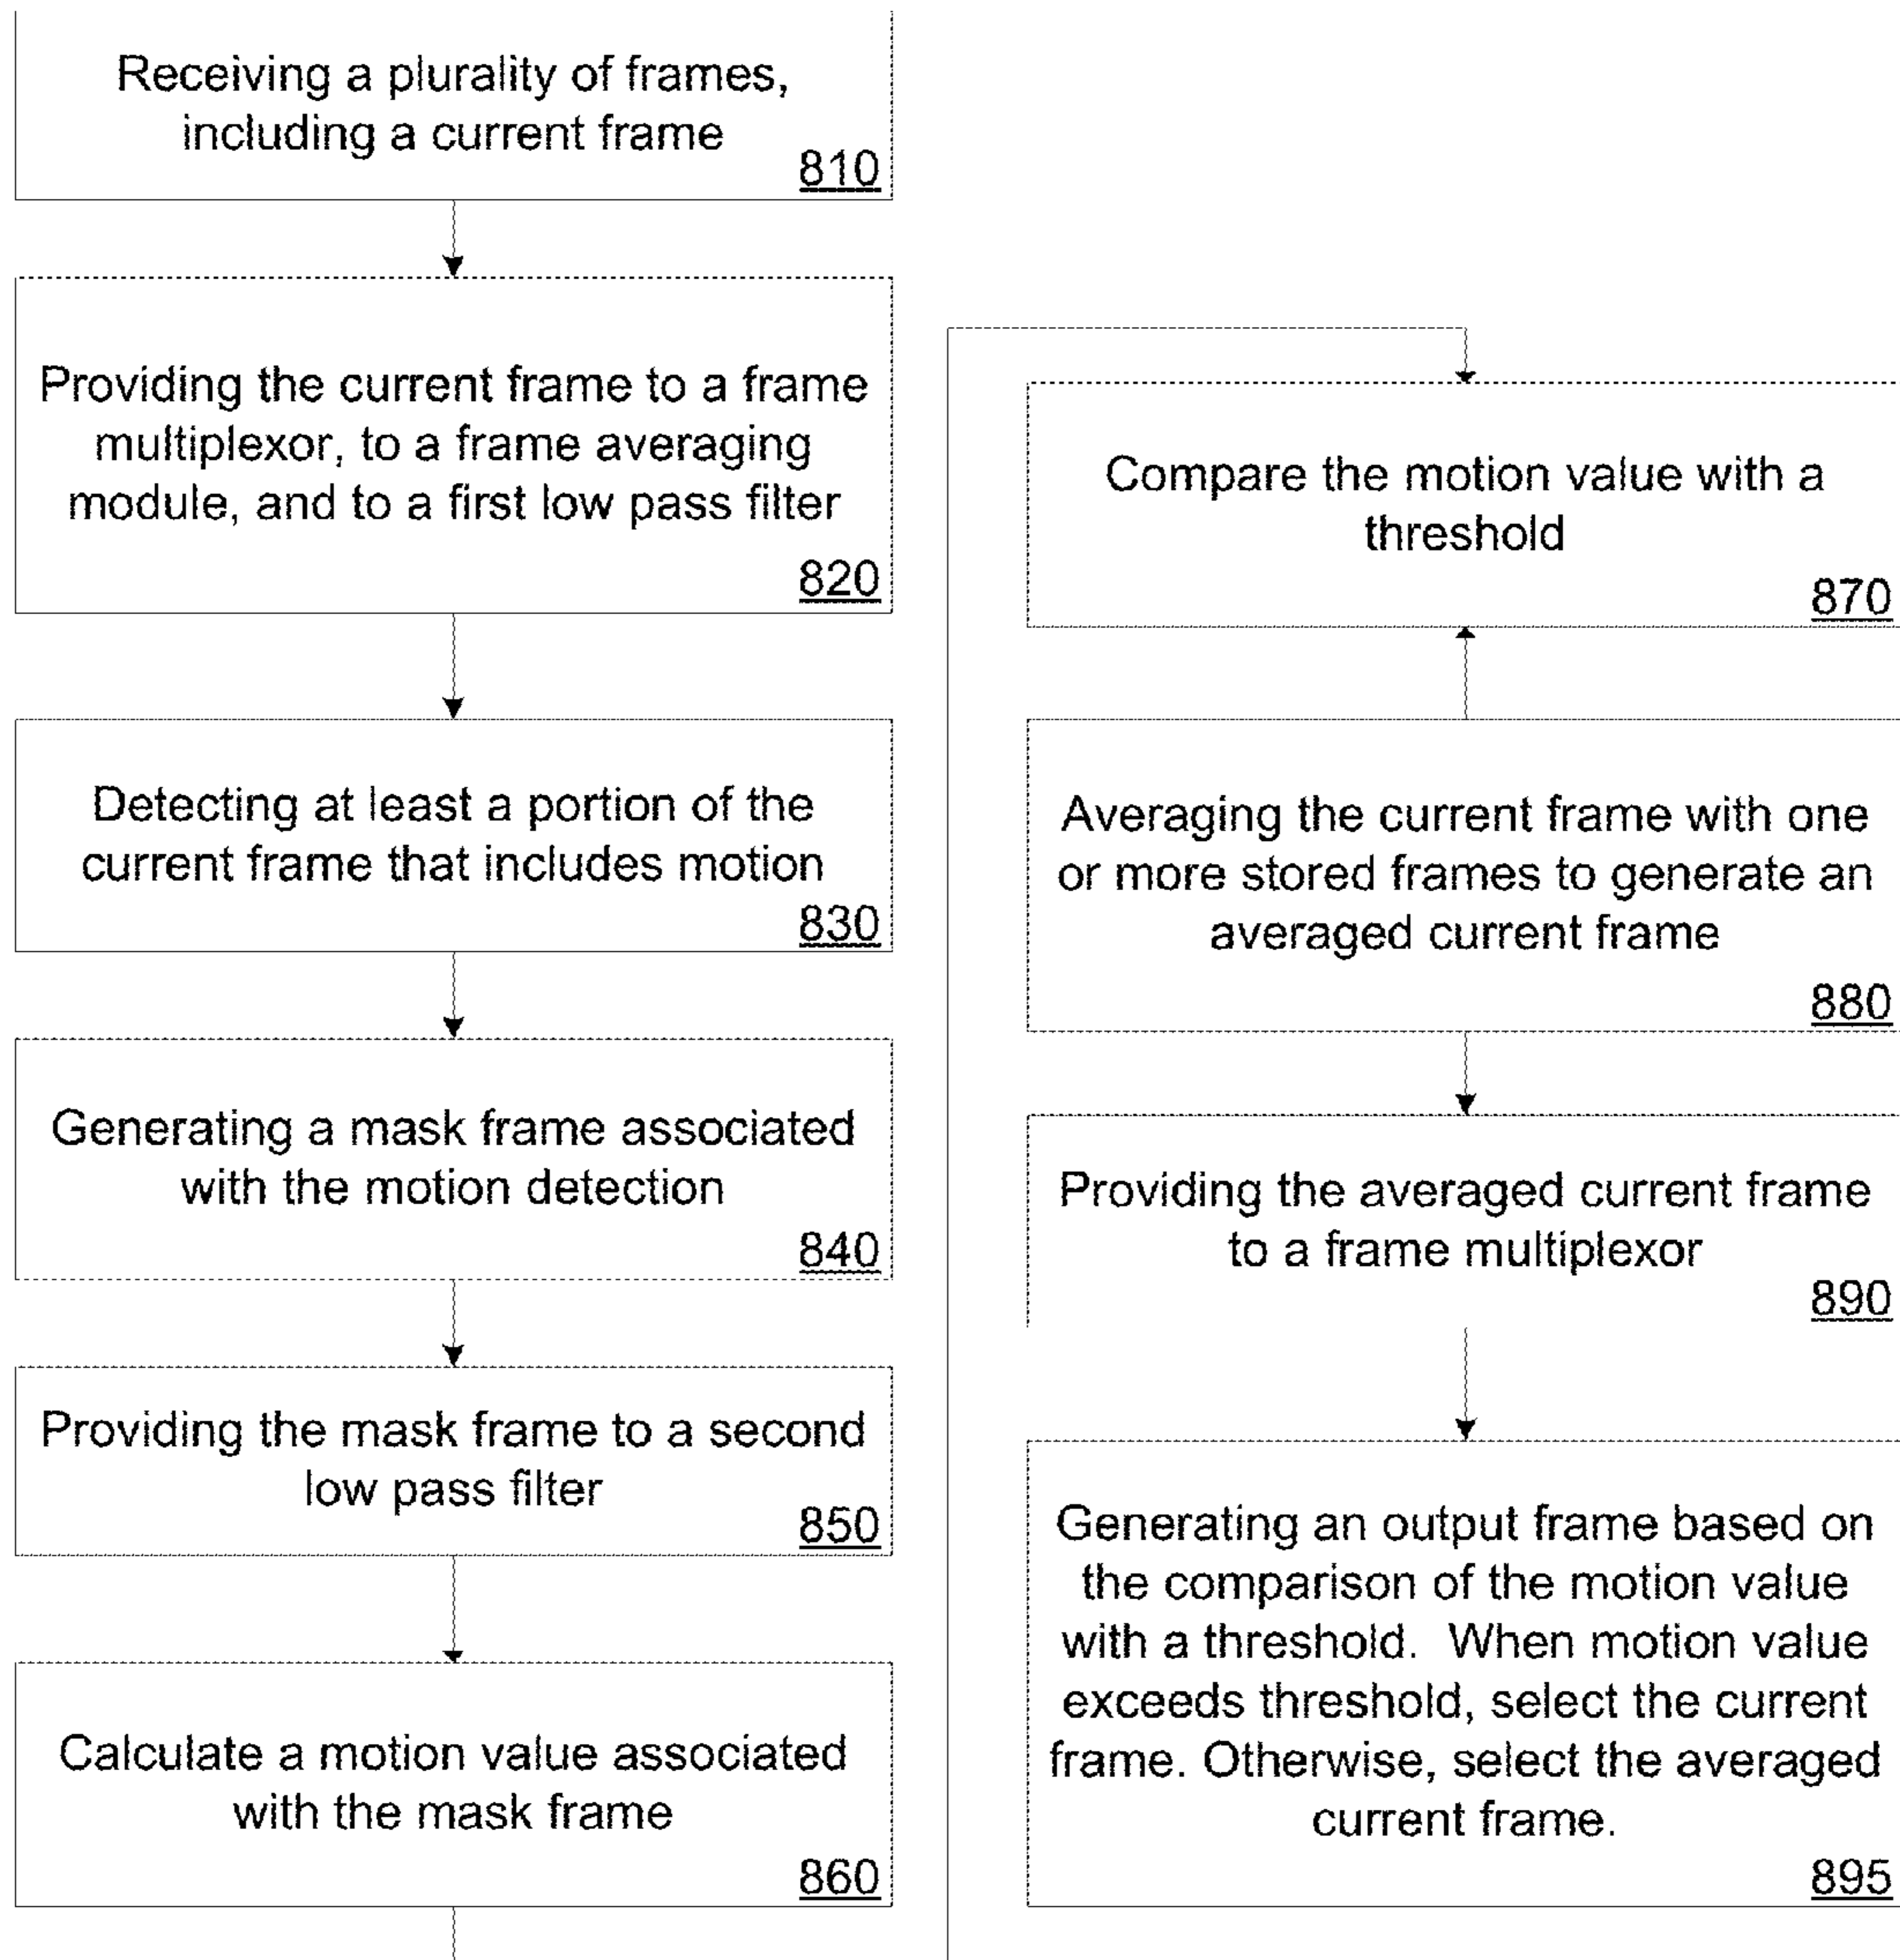 Receiving a plurality of frames,
including a current frame
810
Providing the current frame to a frame
multiplexor, to a frame averaging
module, and to a first low pass filter
820
Detecting at least a portion of the
current frame that includes motion
830
Generating a mask frame associated
with the motion detection
840
Providing the mask frame to a second
low pass filter
850
Calculate a motion value associated
with the mask frame
860
Compare the motion value with a
threshold
870
Averaging the current frame with one
or more stored frames to generate an
averaged current frame
880
Providing the averaged current frame
to a frame multiplexor
890
Generating an output frame based on
the comparison of the motion value
with a threshold.  When motion value
exceeds threshold, select the current
frame. Otherwise, select the averaged
current frame.
895